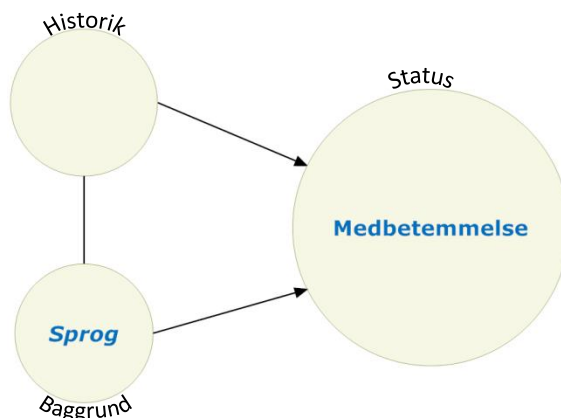 Historik
Status
Medbetemmelse
Sprog
Baggrund